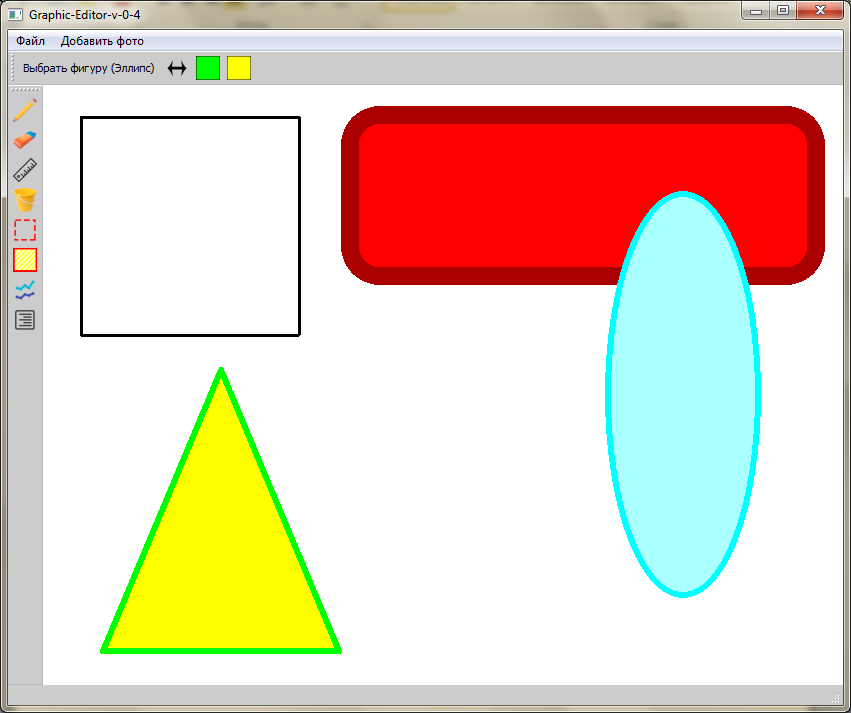 Graphic-Editor-v-0-4
Файл Добавить фото
Выбрать фигуру (Эллипс)